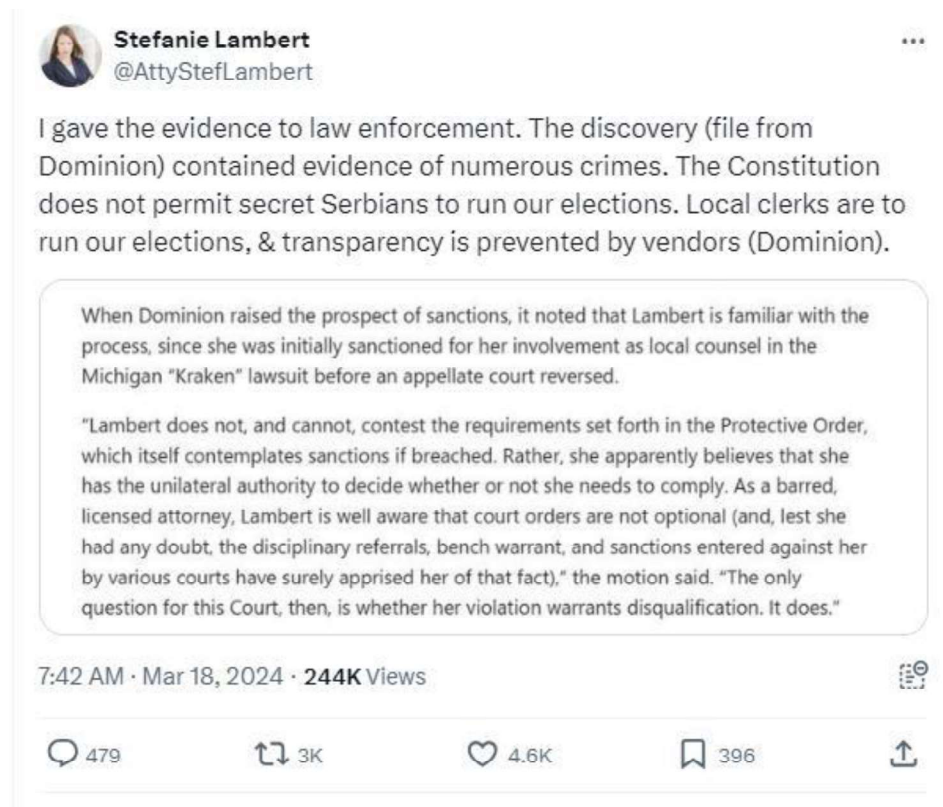 Stefanie Lambert
@AttyStefLambert
I gave the evidence to law enforcement. The discovery (file from
Dominion) contained evidence of numerous crimes. The Constitution
does not permit secret Serbians to run our elections. Local clerks are to
run our elections, & transparency is prevented by vendors (Dominion).
When Dominion raised the prospect of sanctions, it noted that Lambert is familiar with the
process, since she was initially sanctioned for her involvement as local counsel in the
Michigan "Kraken" lawsuit before an appellate court reversed.
"Lambert does not, and cannot, contest the requirements set forth in the Protective Order,
which itself contemplates sanctions if breached. Rather, she apparently believes that she
has the unilateral authority to decide whether or not she needs to comply. As a barred,
licensed attorney, Lambert is well aware that court orders are not optional (and, lest she
had any doubt, the disciplinary referrals, bench warrant, and sanctions entered against her
by various courts have surely apprised her of that fact)," the motion said. "The only
question for this Court, then, is whether her violation warrants disqualification. It does."
7:42 AM · Mar 18, 2024 · 244K Views
479 3K 4.6K 396